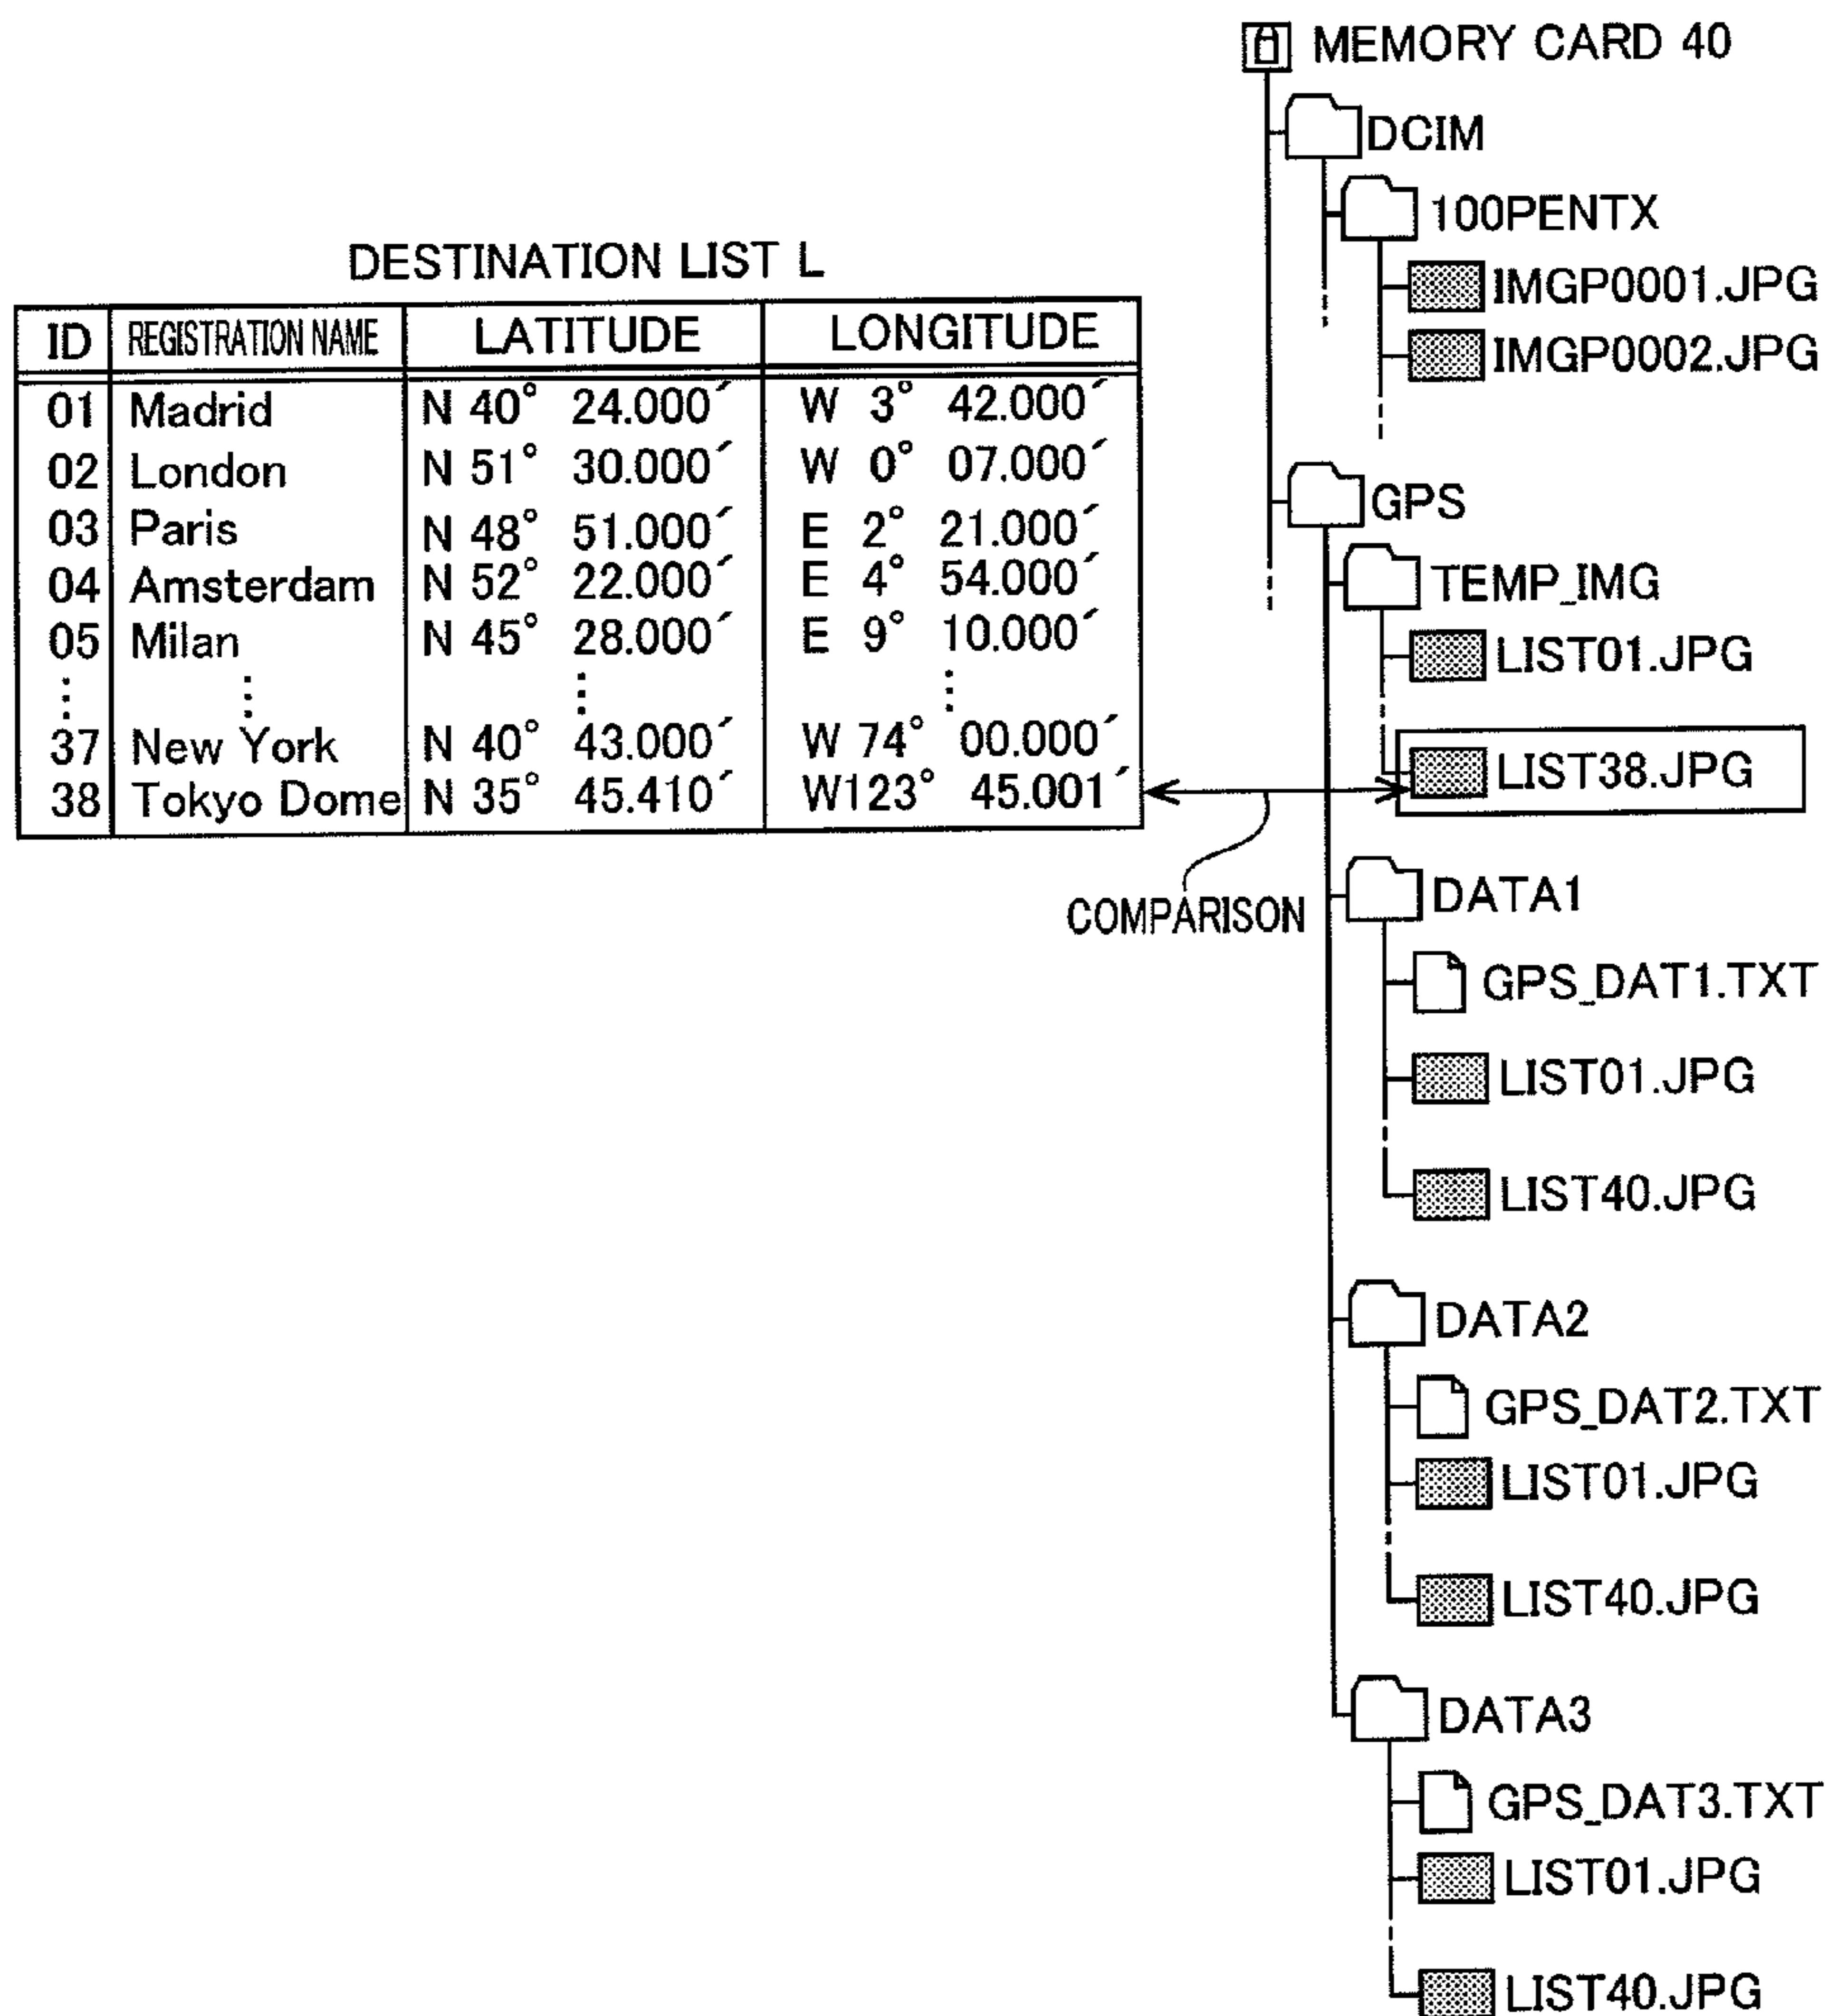 DESTINATION LIST L
ID REGISTRATION NAME LATITUDE LONGITUDE
01 Madrid N 40° 24.000´ W 3° 42.000´
02 London N 51° 30.000´ W 0° 07.000´
03 Paris N 48° 51.000´ E 2° 21.000´
04 Amsterdam N 52° 22.000´ E 4° 54.000´
05 Milan N 45° 28.000´ E 9° 10.000´
⋮ ⋮ ⋮ ⋮
37 New York N 40° 43.000´ W 74° 00.000´
38 Tokyo Dome N 35° 45.410´ W123° 45.001´
COMPARISON
MEMORY CARD 40
DCIM
100PENTX
IMGP0001.JPG
IMGP0002.JPG
GPS
TEMP_IMG
LIST01.JPG
LIST38.JPG
DATA1
GPS_DAT1.TXT
LIST01.JPG
LIST40.JPG
DATA2
GPS_DAT2.TXT
LIST01.JPG
LIST40.JPG
DATA3
GPS_DAT3.TXT
LIST01.JPG
LIST40.JPG